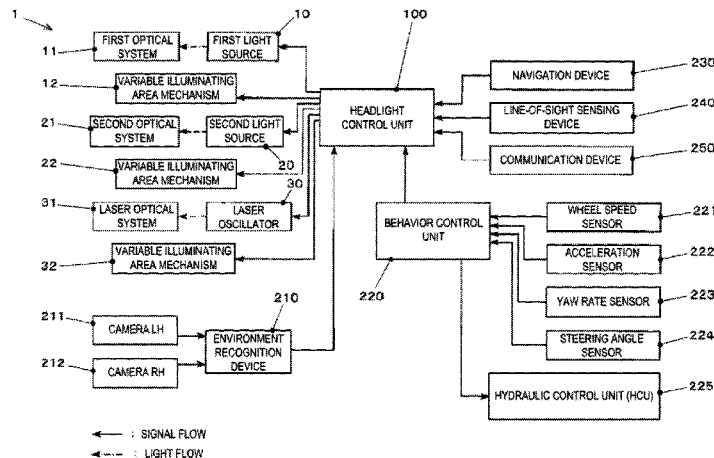 1
10
100
FIRST OPTICAL
SYSTEM
FIRST LIGHT
SOURCE
11
230
NAVIGATION DEVICE
12
VARIABLE ILLUMINATING
AREA MECHANISM
HEADLIGHT
CONTROL UNIT
240
LINE-OF-SIGHT SENSING
DEVICE
21
SECOND OPTICAL
SYSTEM
SECOND LIGHT
SOURCE
20
250
COMMUNICATION DEVICE
22
VARIABLE ILLUMINATING
AREA MECHANISM
30
31
LASER OPTICAL
SYSTEM
LASER
OSCILLATOR
BEHAVIOR CONTROL
UNIT
WHEEL SPEED
SENSOR
221
32
VARIABLE ILLUMINATING
AREA MECHANISM
220
ACCELERATION
SENSOR
222
210
YAW RATE SENSOR
223
211
CAMERA LH
ENVIRONMENT
RECOGNITION
DEVICE
STEERING ANGLE
SENSOR
224
212
CAMERA RH
HYDRAULIC CONTROL UNIT (HCU)
225
: SIGNAL FLOW
: LIGHT FLOW